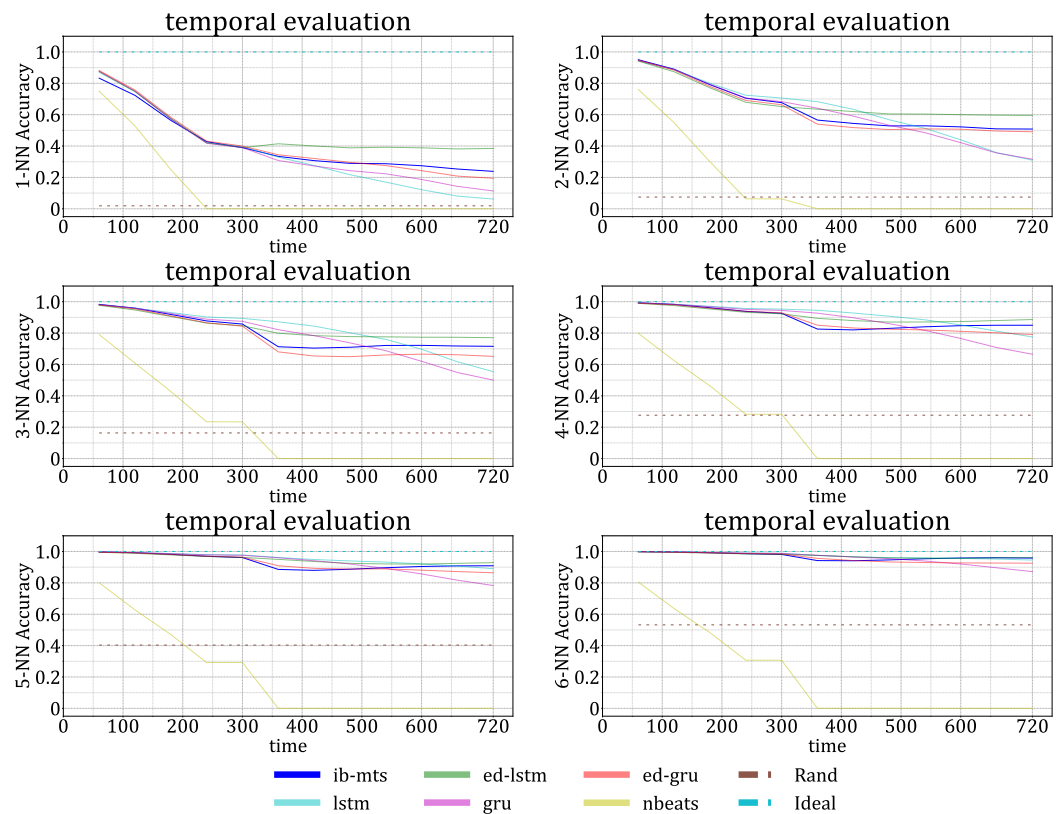 temporal evaluation
1-NN Accuracy
1.0
0.8
0.6
0.4
0.2
0
0 100 200 300 400 500 600 720
time
temporal evaluation
2-NN Accuracy
1.0
0.8
0.6
0.4
0.2
0
0 100 200 300 400 500 600 720
time
temporal evaluation
3-NN Accuracy
1.0
0.8
0.6
0.4
0.2
0
0 100 200 300 400 500 600 720
time
temporal evaluation
4-NN Accuracy
1.0
0.8
0.6
0.4
0.2
0
0 100 200 300 400 500 600 720
time
temporal evaluation
5-NN Accuracy
1.0
0.8
0.6
0.4
0.2
0
0 100 200 300 400 500 600 720
time
temporal evaluation
6-NN Accuracy
1.0
0.8
0.6
0.4
0.2
0
0 100 200 300 400 500 600 720
time
ib-mts ed-lstm ed-gru Rand
lstm gru nbeats Ideal